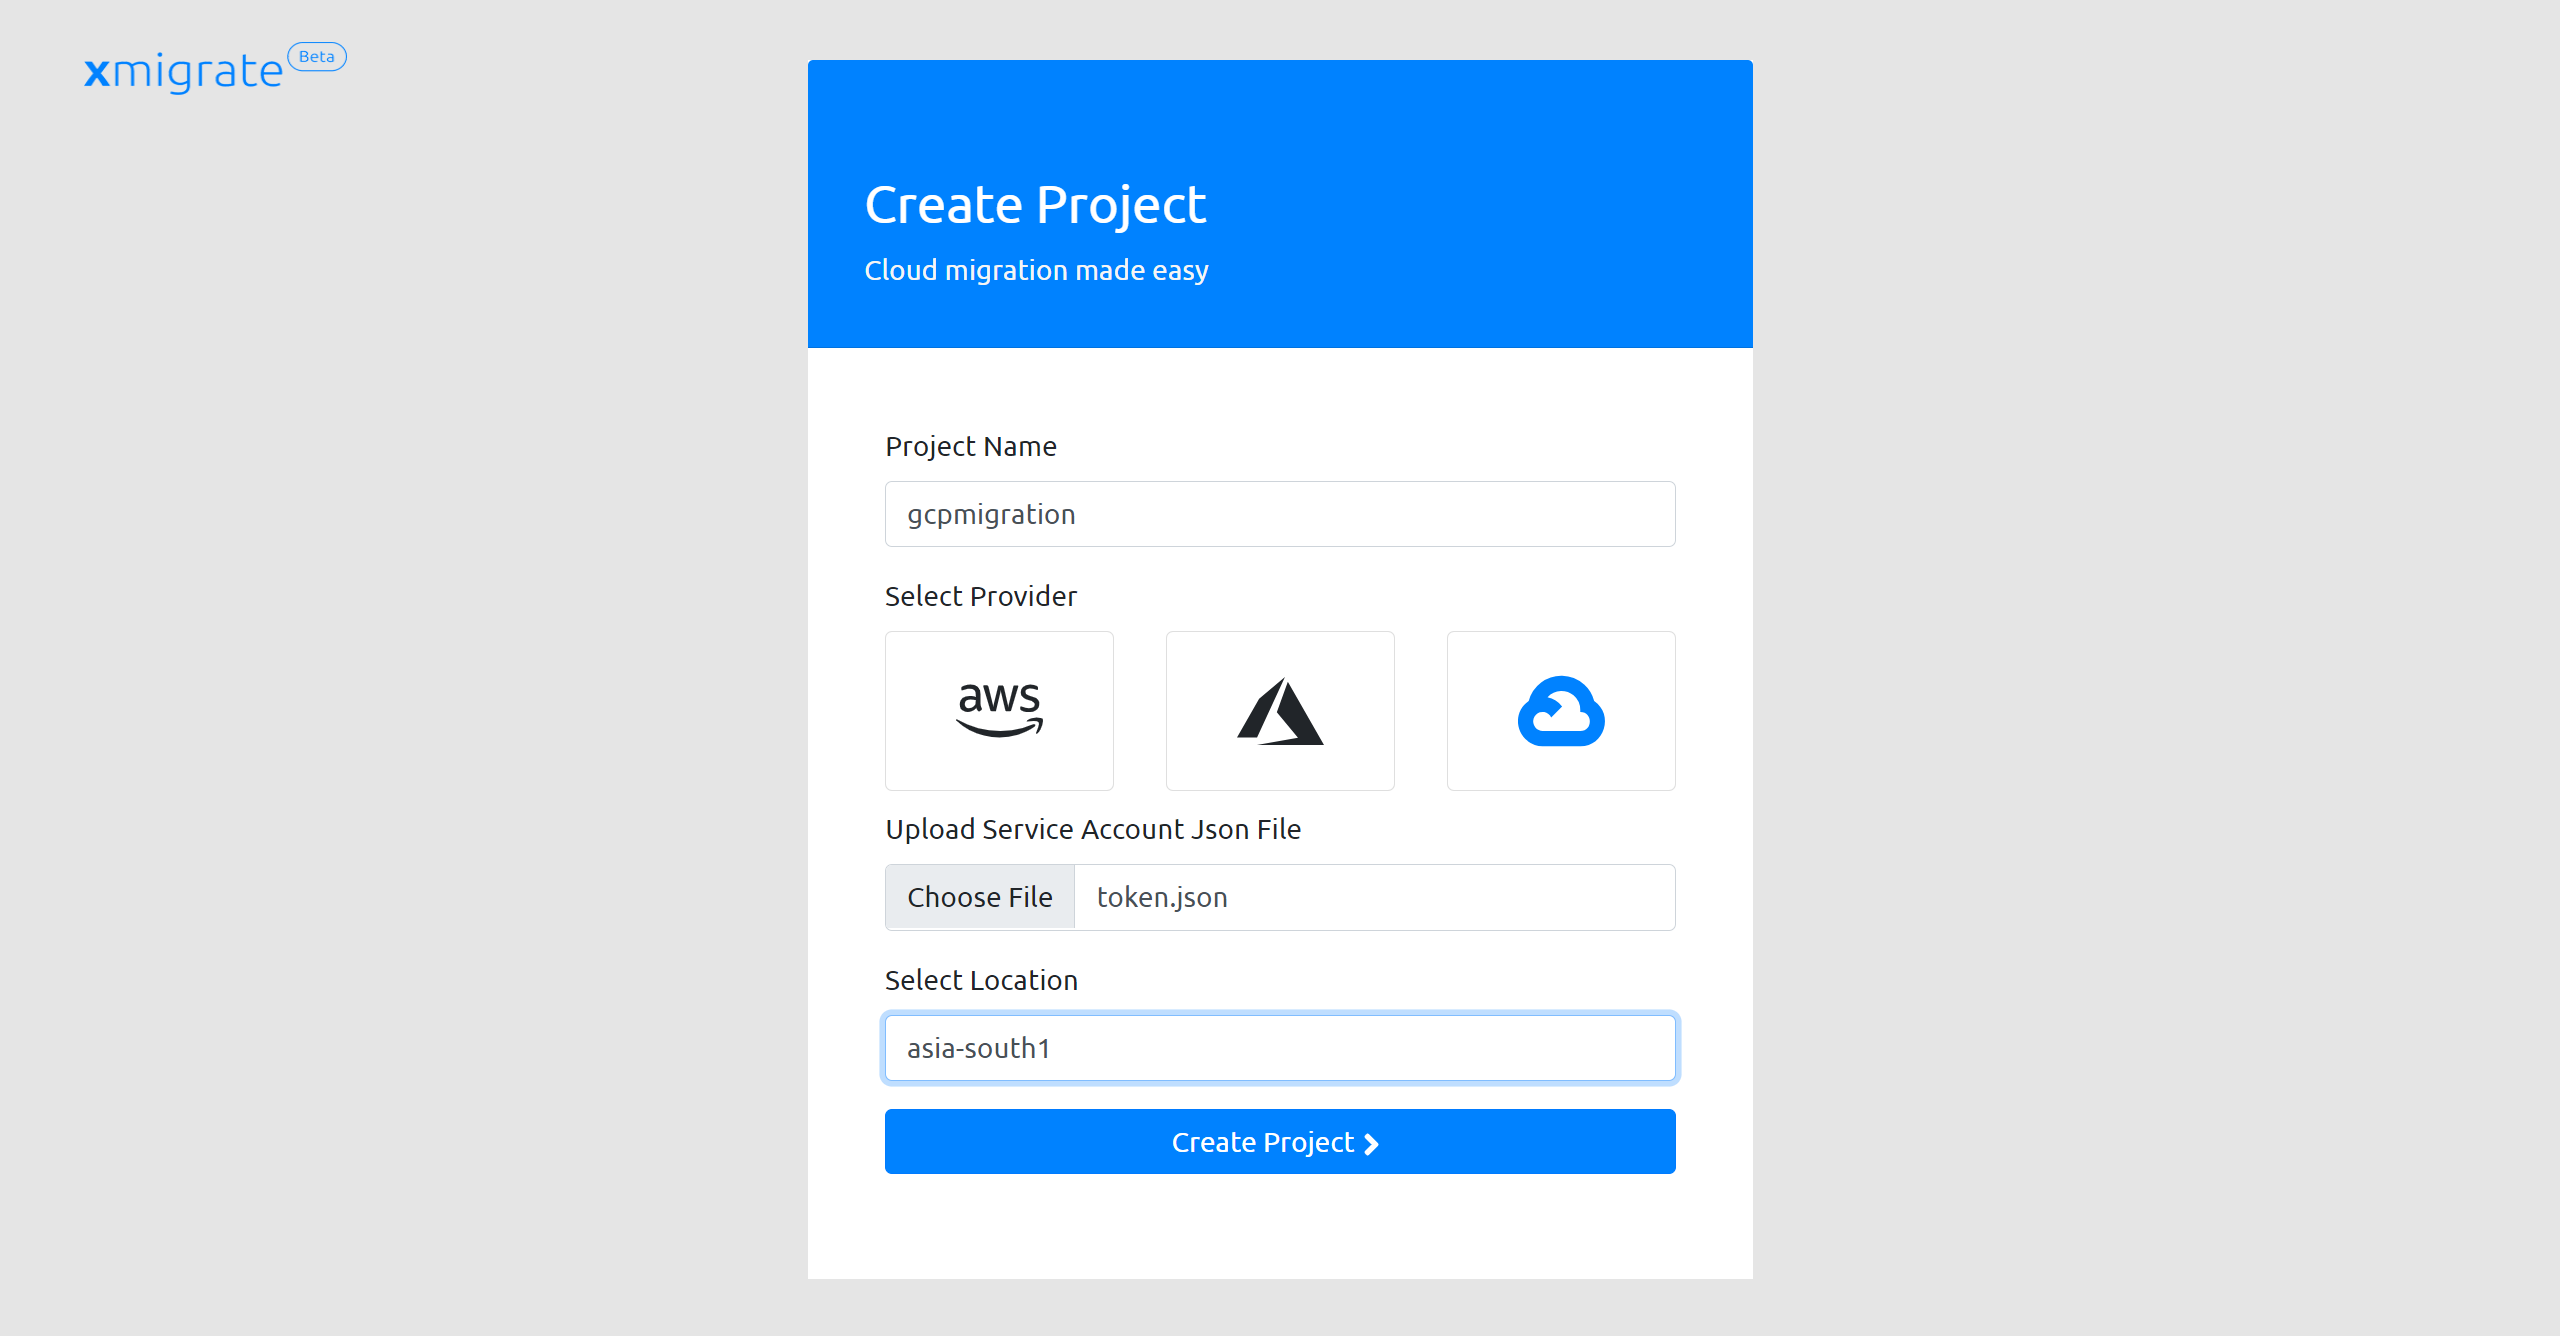 xmigrate Beta
Create Project
Cloud migration made easy
Project Name
gcpmigration
Select Provider
aws
Upload Service Account Json File
Choose File token.json
Select Location
asia-south1
Create Project